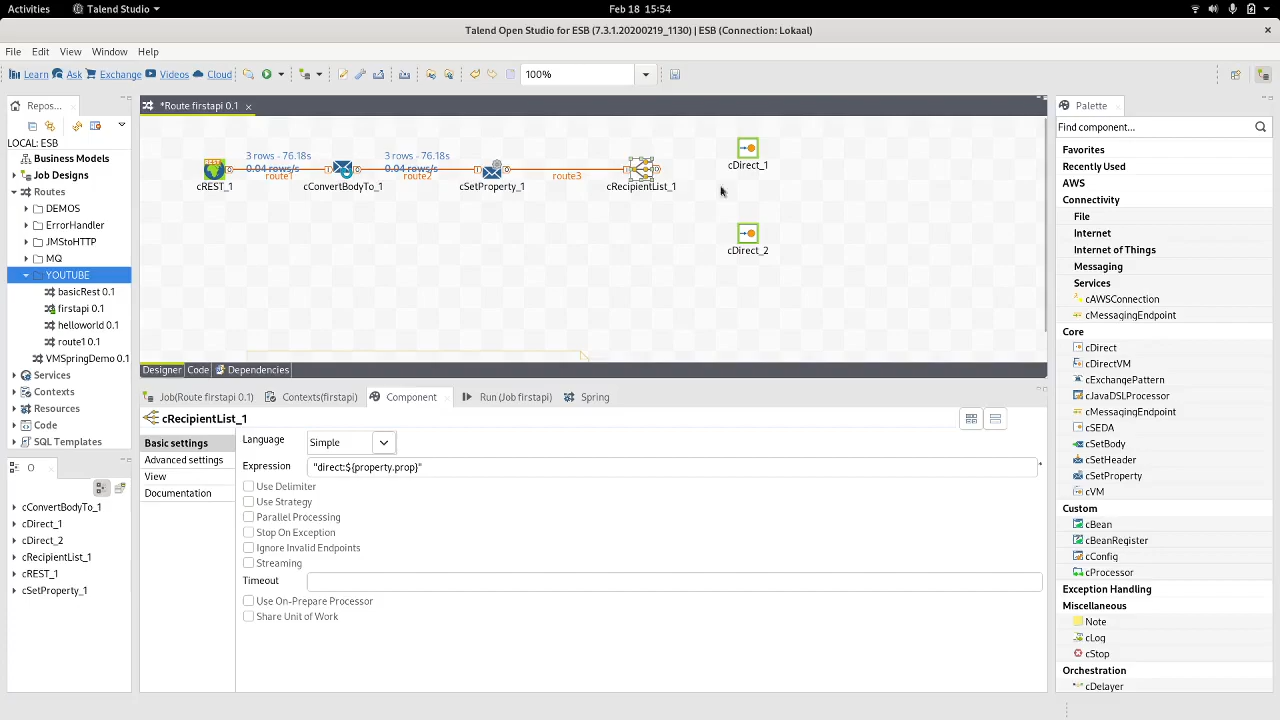 Activities
Talend Studio
Feb 18 15:54
Talend Open Studio for ESB (7.3.1.20200219_1130) | ESB (Connection: Lokaal)
File Edit View Window Help
Learn Ask Exchange Videos Cloud 100%
Repos...
LOCAL: ESB
Business Models
Job Designs
Routes
DEMOS
ErrorHandler
JMStoHTTP
MQ
YOUTUBE
basicRest 0.1
firstapi 0.1
helloworld 0.1
route1 0.1
VMSpringDemo 0.1
Services
Contexts
Resources
Code
SQL Templates
O
cConvertBodyTo_1
cDirect_1
cDirect_2
cRecipientList_1
cREST_1
cSetProperty_1
*Route firstapi 0.1
REST
cREST_1
3 rows - 76.18s
0.04 rows/s
route1
cConvertBodyTo_1
3 rows - 76.18s
0.04 rows/s
route2
cSetProperty_1
route3
cRecipientList_1
cDirect_1
cDirect_2
Designer Code Dependencies
Job(Route firstapi 0.1) Contexts(firstapi) Component Run (Job firstapi) Spring
cRecipientList_1
Basic settings
Advanced settings
View
Documentation
Language Simple
Expression "direct:${property.prop}" *
Use Delimiter
Use Strategy
Parallel Processing
Stop On Exception
Ignore Invalid Endpoints
Streaming
Timeout
Use On-Prepare Processor
Share Unit of Work
Palette
Find component...
Favorites
Recently Used
AWS
Connectivity
File
Internet
Internet of Things
Messaging
Services
cAWSConnection
cMessagingEndpoint
Core
cDirect
cDirectVM
cExchangePattern
cJavaDSLProcessor
cMessagingEndpoint
cSEDA
cSetBody
cSetHeader
cSetProperty
cVM
Custom
cBean
cBeanRegister
cConfig
cProcessor
Exception Handling
Miscellaneous
Note
cLog
cStop
Orchestration
cDelayer